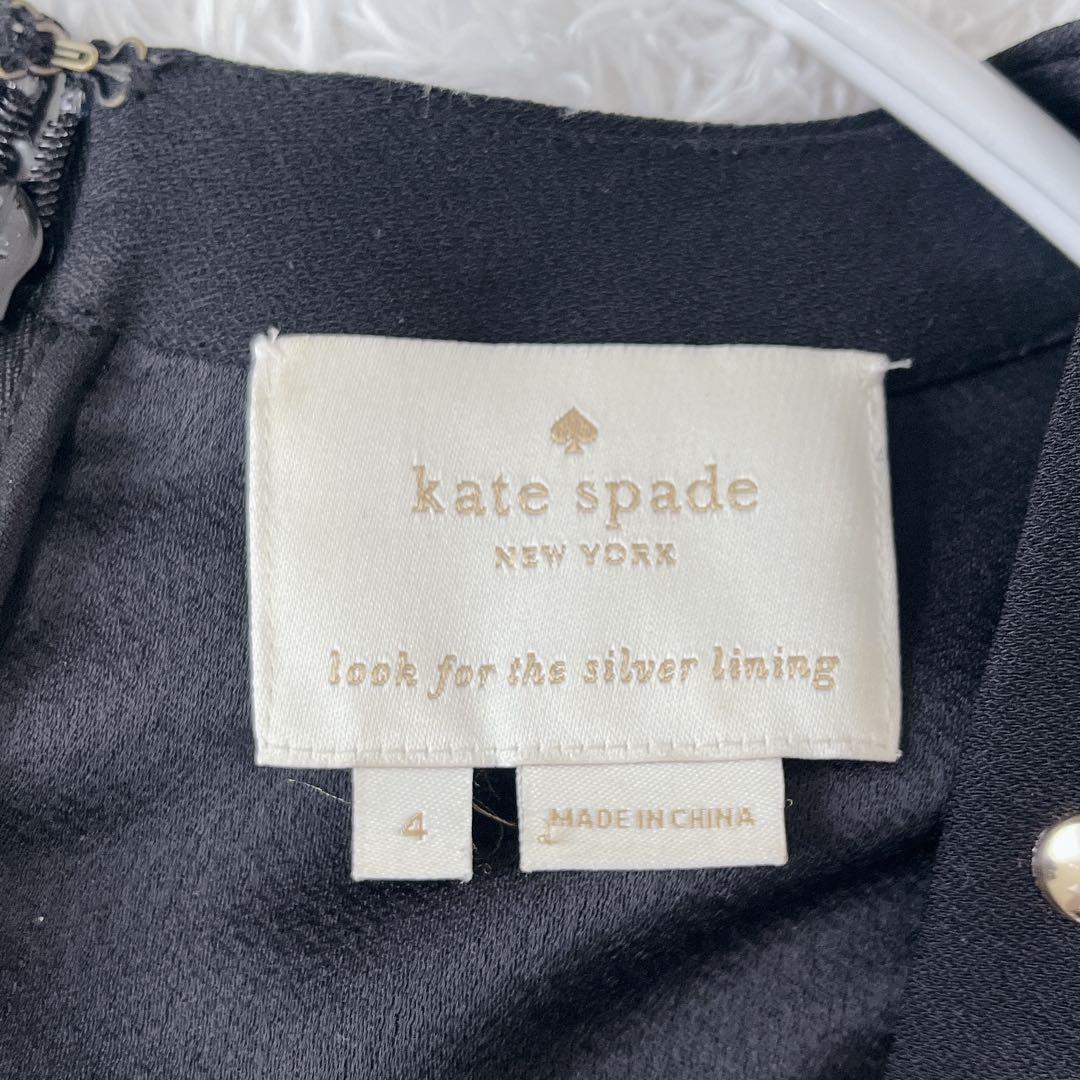 kate spade
NEW YORK
look for the silver lining
4
MADE IN CHINA